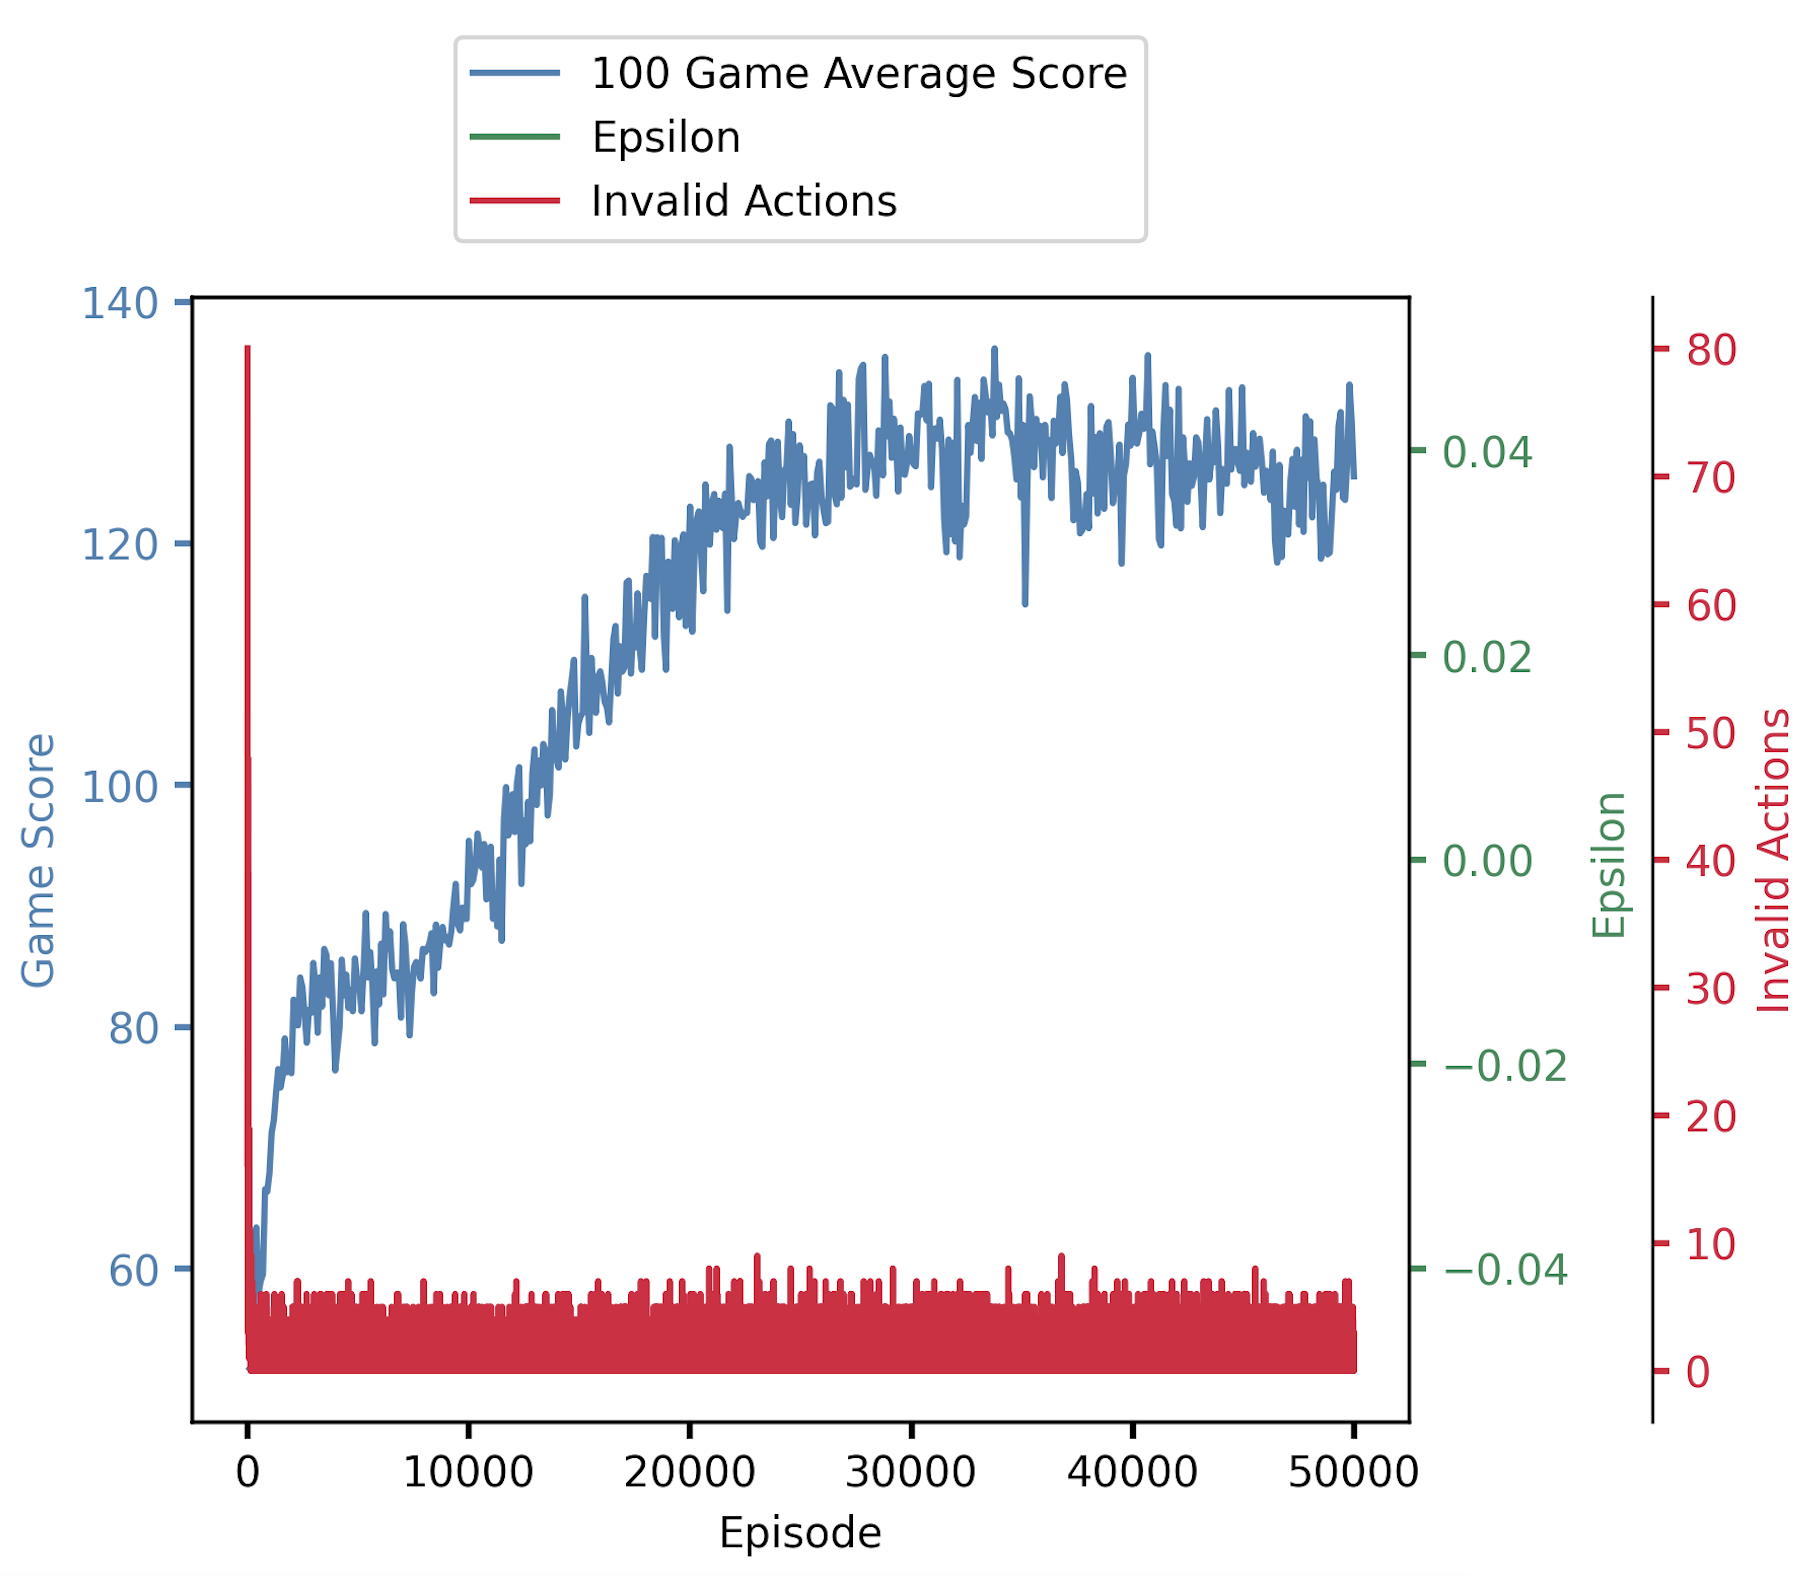 100 Game Average Score
Epsilon
Invalid Actions
140
120
100
80
60
Game Score
0.04
0.02
0.00
−0.02
−0.04
Epsilon
80
70
60
50
40
30
20
10
0
Invalid Actions
0 10000 20000 30000 40000 50000
Episode